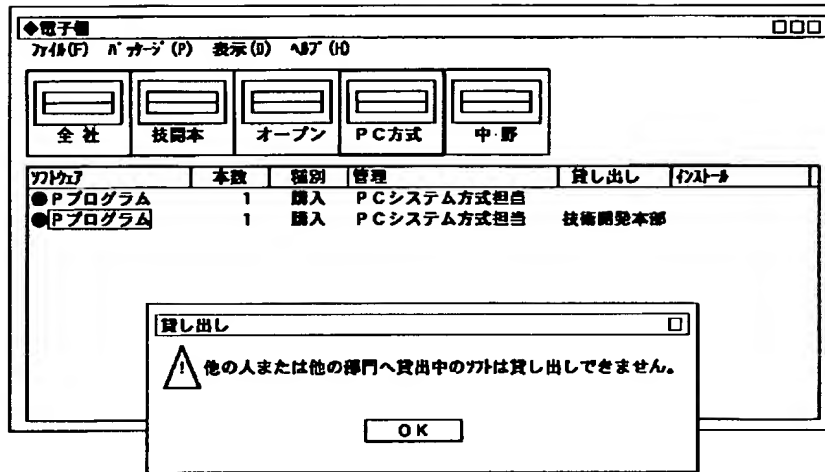 ◆電子棚
ファイル(F) パッケージ(P) 表示(D) ヘルプ(H)
全 社 技開本 オープン PC方式 中・野
ソフトウェア 本数 種別 管理 貸し出し インストール
●Pプログラム 1 購入 PCシステム方式担当
●Pプログラム 1 購入 PCシステム方式担当 技術開発本部
貸し出し
! 他の人または他の部門へ貸出中のソフトは貸し出しできません。
OK